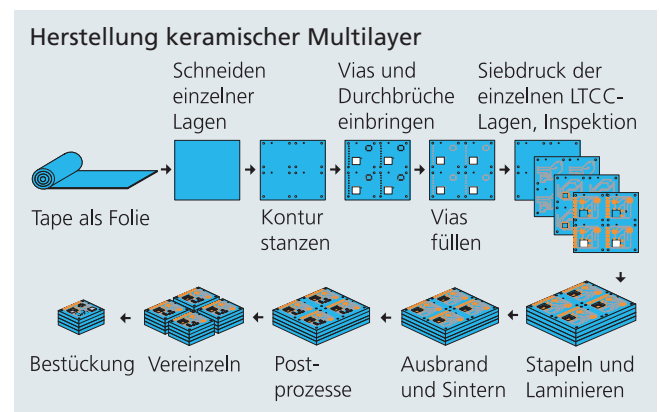 Herstellung keramischer Multilayer
Schneiden
einzelner
Lagen
Vias und
Durchbrüche
einbringen
Siebdruck der
einzelnen LTCC-
Lagen, Inspektion
Tape als Folie
Kontur
stanzen
Vias
füllen
Bestückung
Vereinzeln
Post-
prozesse
Ausbrand
und Sintern
Stapeln und
Laminieren